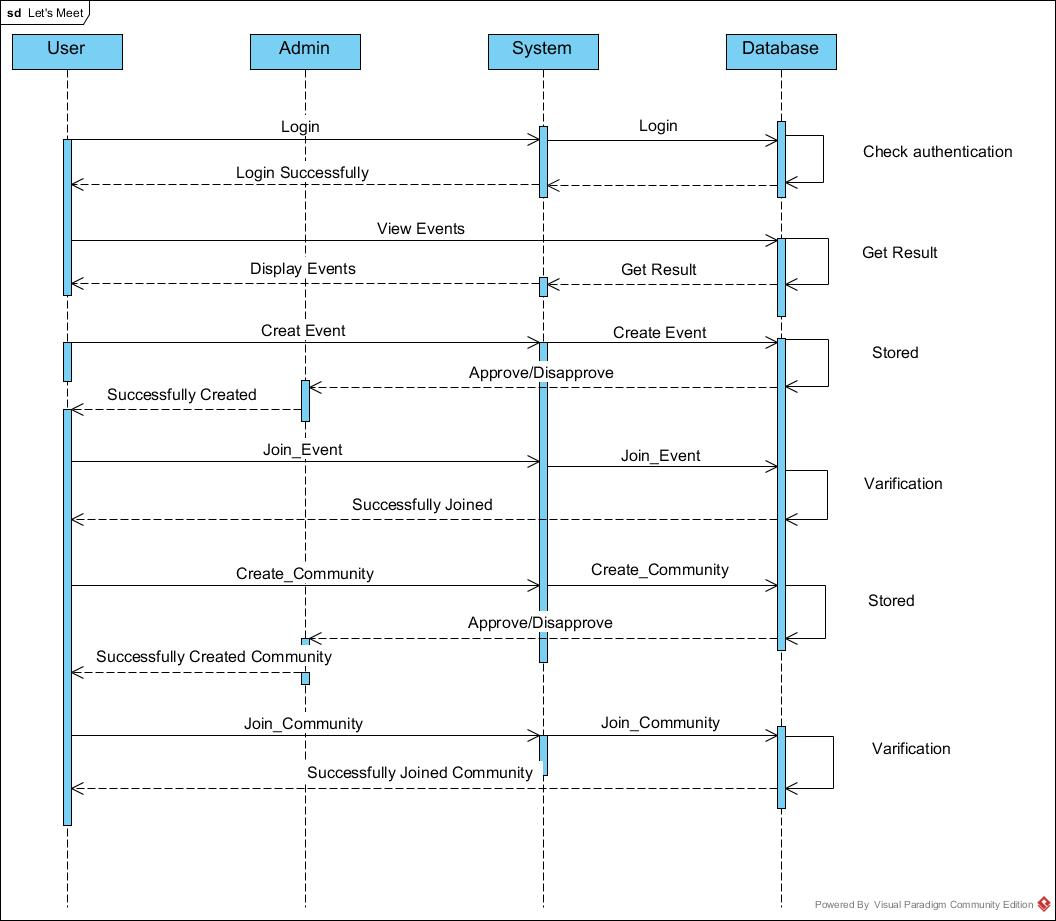 sd Let's Meet
User
Admin
System
Database
Login
Login
Check authentication
Login Successfully
View Events
Get Result
Display Events
Get Result
Creat Event
Create Event
Stored
Approve/Disapprove
Successfully Created
Join_Event
Join_Event
Varification
Successfully Joined
Create_Community
Create_Community
Stored
Approve/Disapprove
Successfully Created Community
Join_Community
Join_Community
Varification
Successfully Joined Community
Powered By Visual Paradigm Community Edition